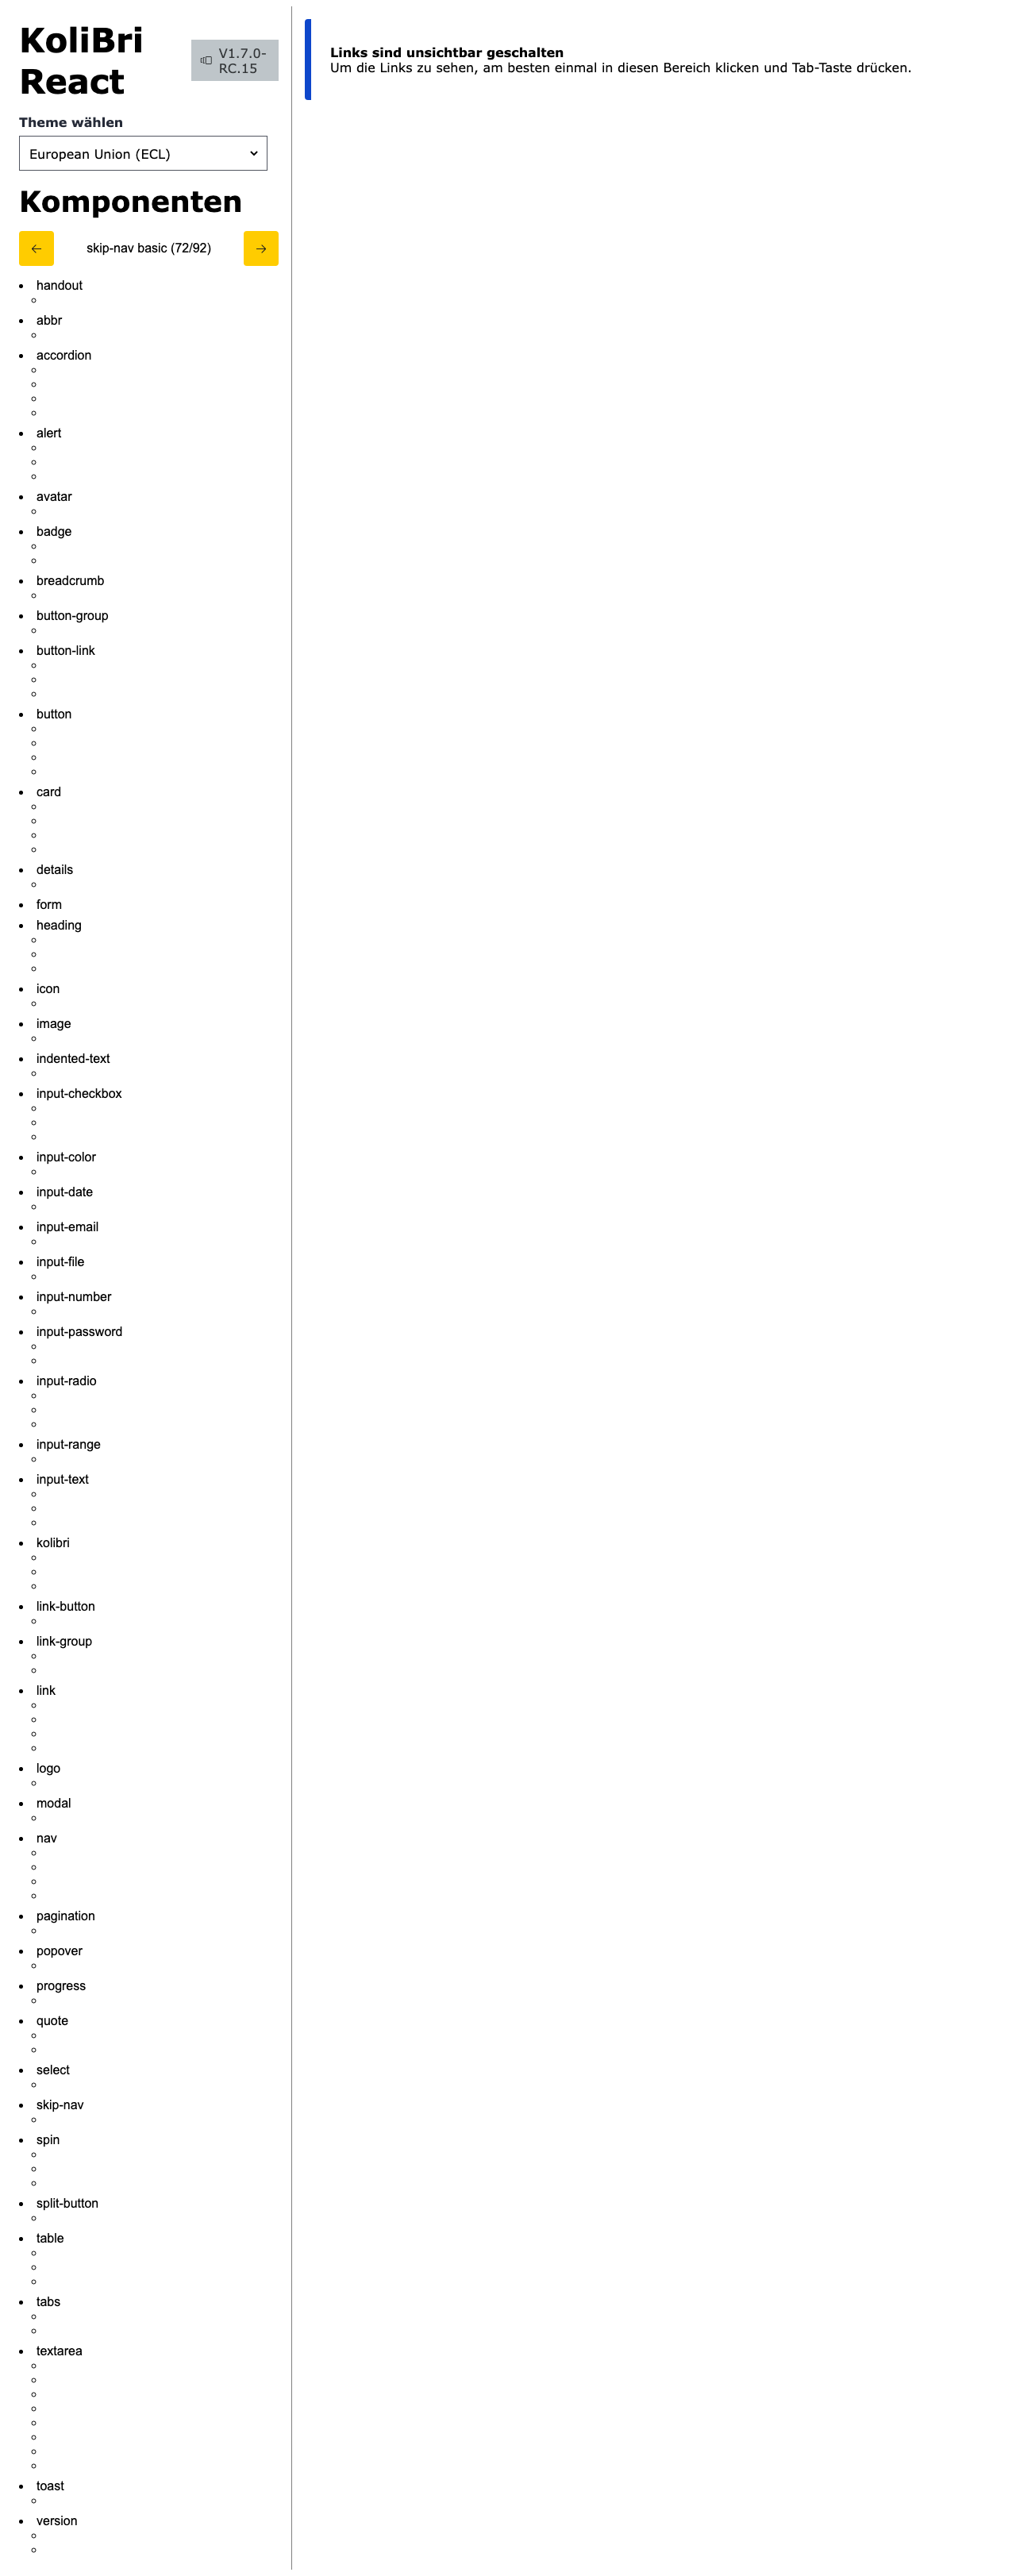 KoliBri
React
V1.7.0-
RC.15
Theme wählen
European Union (ECL)
Komponenten
skip-nav basic (72/92)
handout
abbr
accordion
alert
avatar
badge
breadcrumb
button-group
button-link
button
card
details
form
heading
icon
image
indented-text
input-checkbox
input-color
input-date
input-email
input-file
input-number
input-password
input-radio
input-range
input-text
kolibri
link-button
link-group
link
logo
modal
nav
pagination
popover
progress
quote
select
skip-nav
spin
split-button
table
tabs
textarea
toast
version
Links sind unsichtbar geschalten
Um die Links zu sehen, am besten einmal in diesen Bereich klicken und Tab-Taste drücken.